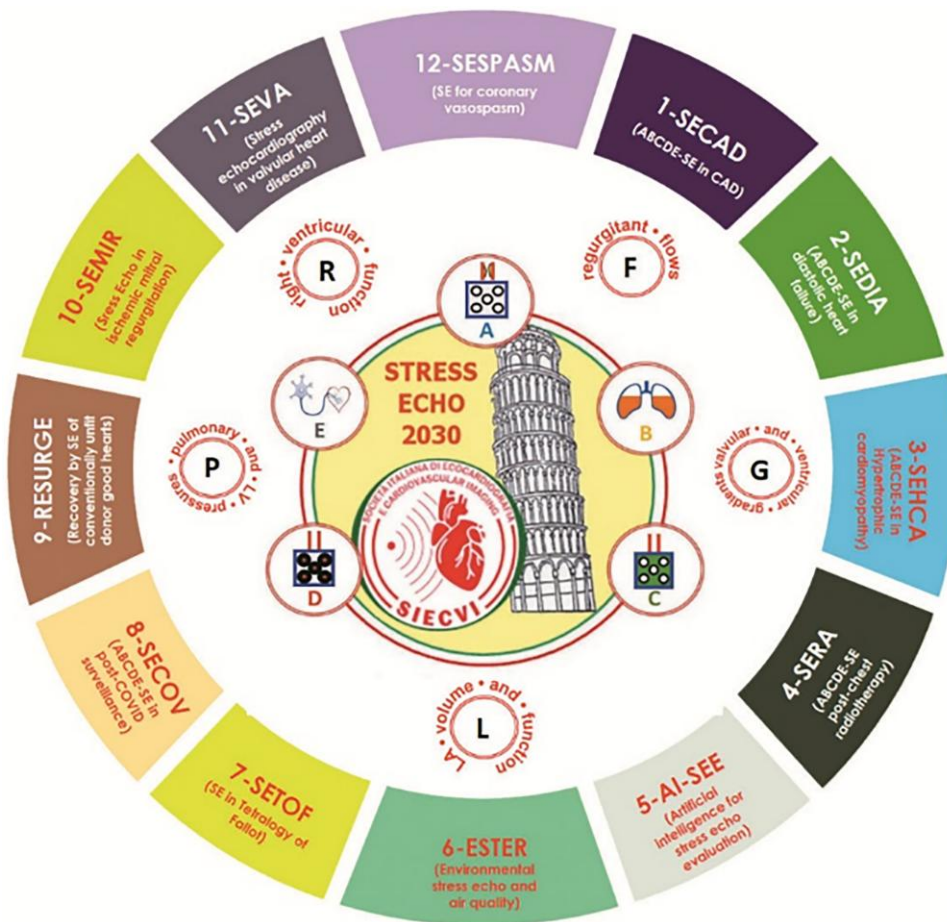 12-SESPASM
(SE for coronary
vasospasm)
1-SECAD
(ABCDE-SE in CAD)
2-SEDIA
(ABCDE-SE in
diastolic heart
failure)
3-SEHCA
(ABCDE-SE in
Hypertrophic
cardiomyopathy)
4-SERA
(ABCDE-SE
post-chest
radiotherapy)
5-AI-SEE
(Artificial
intelligence for
stress echo
evaluation)
6-ESTER
(Environmental
stress echo and
air quality)
7-SETOF
(SE in Tetralogy of
Fallot)
8-SECOV
(ABCDE-SE in
post-COVID
surveillance)
9-RESURGE
(Recovery by SE of
conventionally unfit
donor good hearts)
10-SEMIR
(Stress Echo in
ischemic mitral
regurgitation)
11-SEVA
(Stress
echocardiography
in valvular heart
disease)
right • ventricular • function
R
regurgitant • flows
F
valvular • and • ventricular • gradients
G
LA • volume • and • function
L
pulmonary • and • LV • pressures •
P
A
B
C
D
E
STRESS
ECHO
2030
SOCIETÀ ITALIANA DI ECOCARDIOGRAFIA
E CARDIOVASCULAR IMAGING
SIECVI